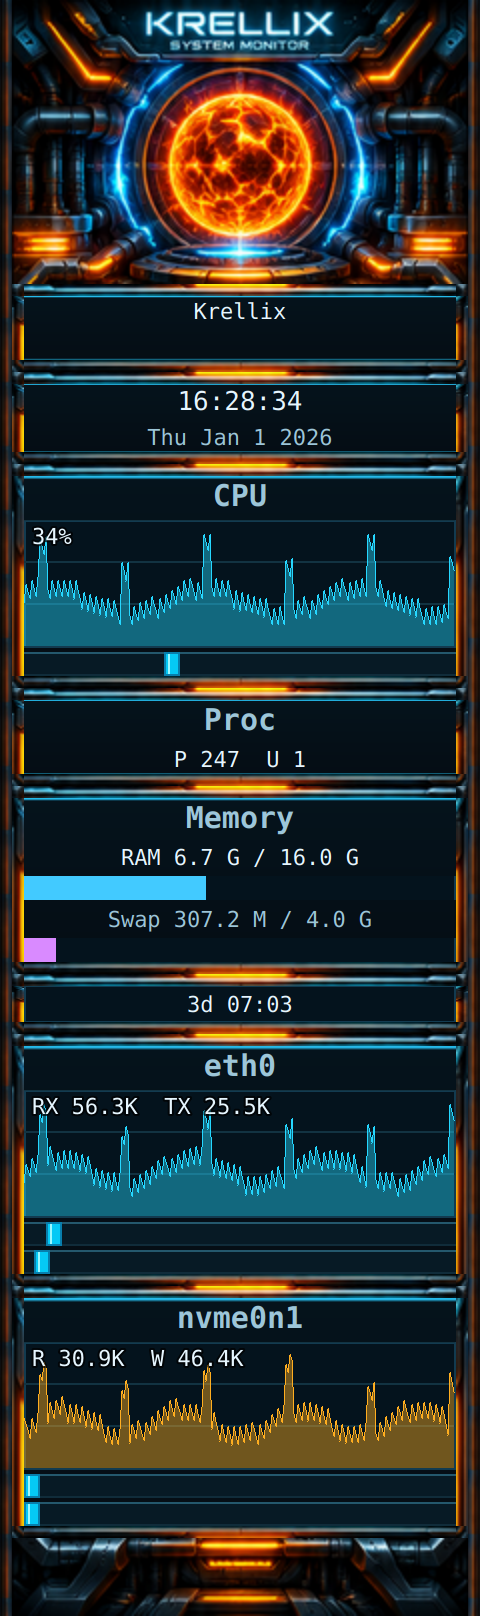 KRELLIX
SYSTEM MONITOR
Krellix
16:28:34
Thu Jan 1 2026
CPU
34%
Proc
P 247 U 1
Memory
RAM 6.7 G / 16.0 G
Swap 307.2 M / 4.0 G
3d 07:03
eth0
RX 56.3K TX 25.5K
nvme0n1
R 30.9K W 46.4K